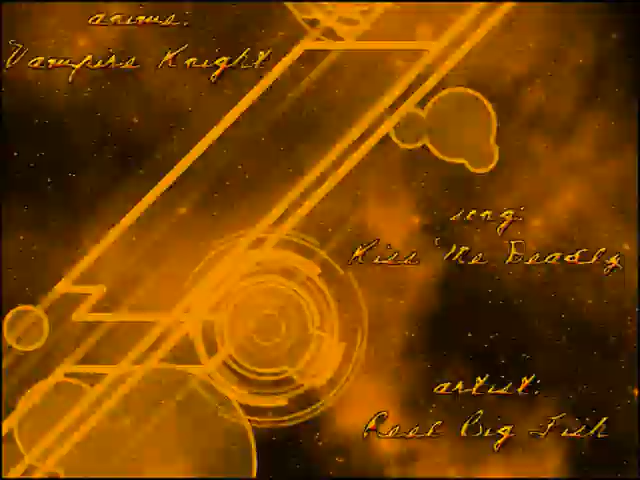 anime:
Vampire Knight
song:
Kiss Me Deadly
artist:
Reel Big Fish